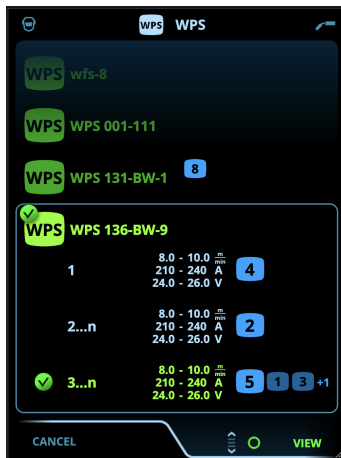 WPS WPS
WPS wfs-8
WPS WPS 001-111
WPS WPS 131-BW-1 8
WPS WPS 136-BW-9
1 8.0 - 10.0 m/min 4
210 - 240 A
24.0 - 26.0 V
2...n 8.0 - 10.0 m/min 2
210 - 240 A
24.0 - 26.0 V
3...n 8.0 - 10.0 m/min 5 1 3 +1
210 - 240 A
24.0 - 26.0 V
CANCEL VIEW